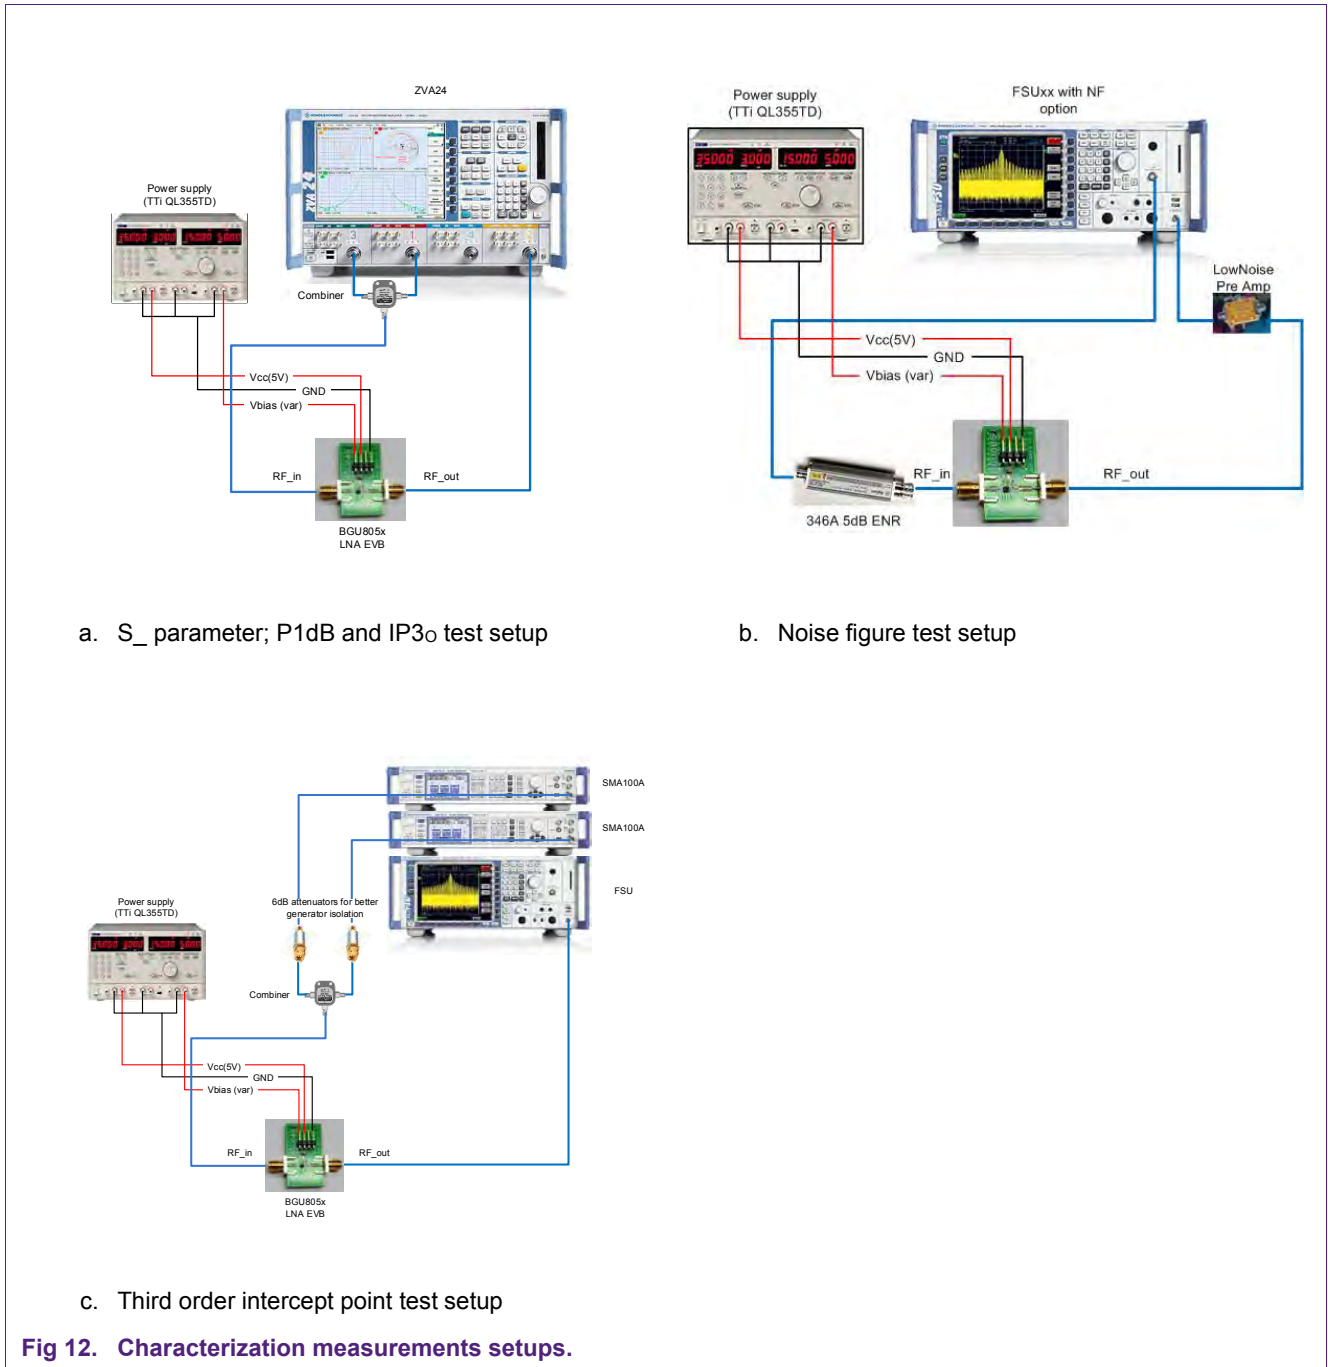 ZVA24
Power supply
(TTi QL355TD)
Combiner
Vcc(5V)
GND
Vbias (var)
RF_in
RF_out
BGU805x
LNA EVB
a. S_ parameter; P1dB and IP3O test setup
Power supply
(TTi QL355TD)
FSUxx with NF
option
35000 3000 15000 5000
LowNoise
Pre Amp
Vcc(5V)
GND
Vbias (var)
RF_in
RF_out
346A 5dB ENR
b. Noise figure test setup
SMA100A
SMA100A
FSU
Power supply
(TTi QL355TD)
6dB attenuators for better
generator isolation
Combiner
Vcc(5V)
GND
Vbias (var)
RF_in
RF_out
BGU805x
LNA EVB
c. Third order intercept point test setup
Fig 12. Characterization measurements setups.